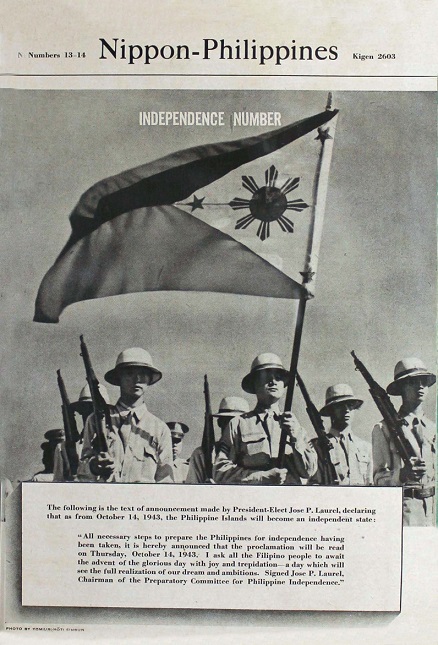 Numbers 13-14
Nippon-Philippines
Kigen 2603
INDEPENDENCE NUMBER
The following is the text of announcement made by President-Elect Jose P. Laurel, declaring
that as from October 14, 1943, the Philippine Islands will become an independent state:
"All necessary steps to prepare the Philippines for independence having
been taken, it is hereby announced that the proclamation will be read
on Thursday, October 14, 1943. I ask all the Filipino people to await
the advent of the glorious day with joy and trepidation—a day which will
see the full realization of our dream and ambitions. Signed Jose P. Laurel,
Chairman of the Preparatory Committee for Philippine Independence."
PHOTO BY